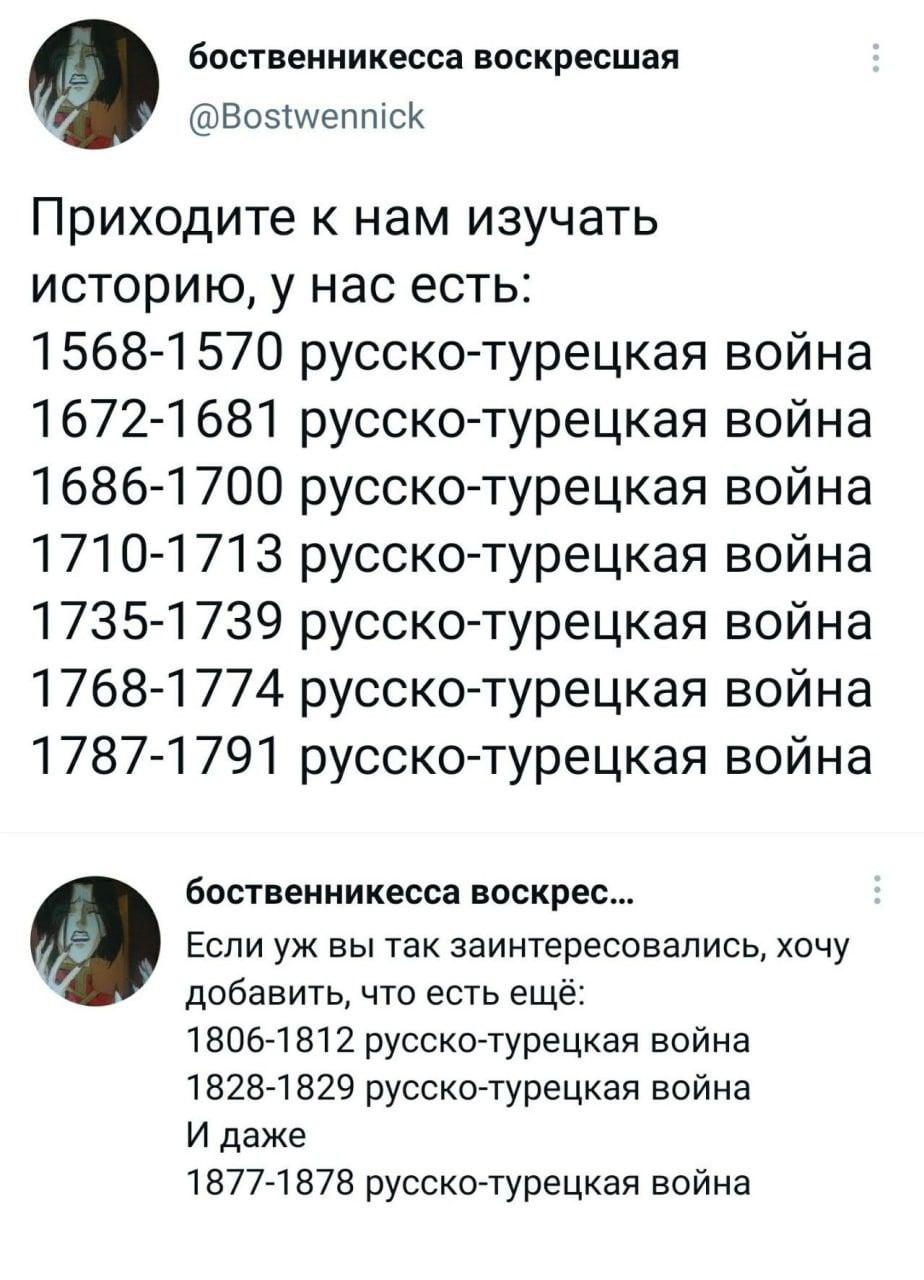 боственникесса воскресшая
@Bostwennick
Приходите к нам изучать
историю, у нас есть:
1568-1570 русско-турецкая война
1672-1681 русско-турецкая война
1686-1700 русско-турецкая война
1710-1713 русско-турецкая война
1735-1739 русско-турецкая война
1768-1774 русско-турецкая война
1787-1791 русско-турецкая война
боственникесса воскрес...
Если уж вы так заинтересовались, хочу
добавить, что есть ещё:
1806-1812 русско-турецкая война
1828-1829 русско-турецкая война
И даже
1877-1878 русско-турецкая война